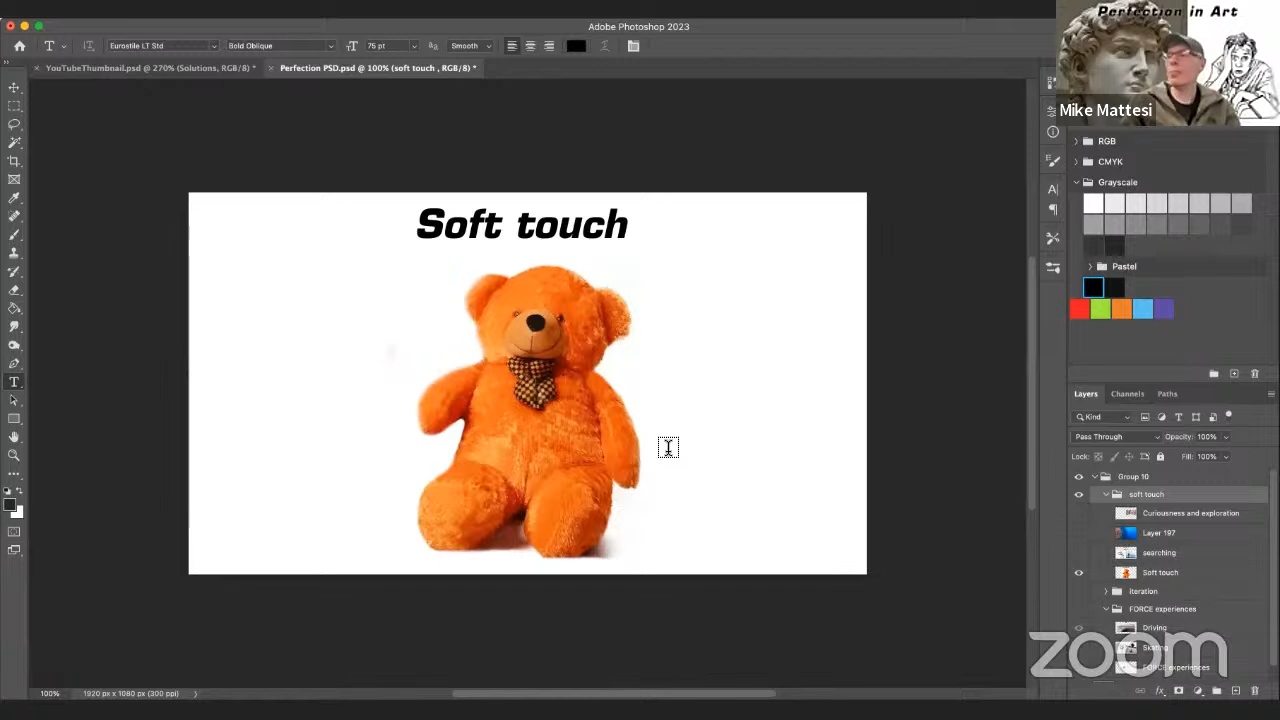 Adobe Photoshop 2023
Perfection in Art
Eurostile LT Std
Bold Oblique
75 pt
Smooth
YouTubeThumbnail.psd @ 270% (Solutions, RGB/8) *
Perfection PSD.psd @ 100% (soft touch , RGB/8) *
Mike Mattesi
RGB
CMYK
Grayscale
Pastel
Soft touch
Layers
Channels
Paths
Kind
Pass Through
Opacity: 100%
Lock:
Fill: 100%
Group 10
soft touch
Curiousness and exploration
Layer 197
searching
Soft touch
iteration
FORCE experiences
Driving
Skating
FORCE experiences
zoom
100%
1920 px x 1080 px (300 ppi)